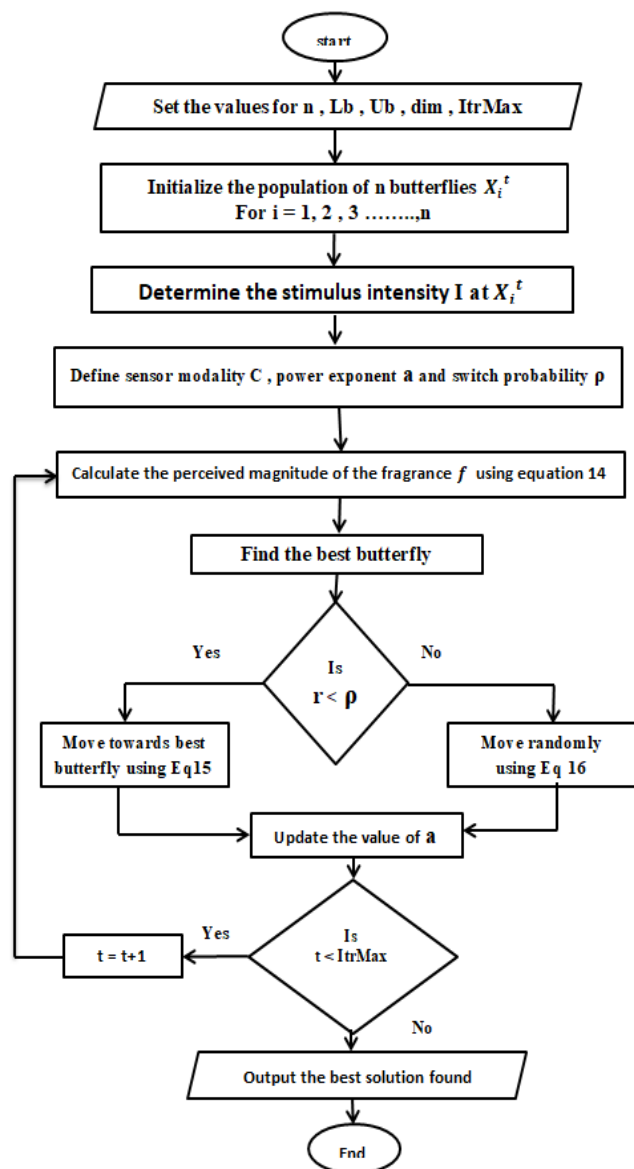 start
Set the values for n , Lb , Ub , dim , ItrMax
Initialize the population of n butterflies Xᵢᵗ
For i = 1, 2 , 3 ........,n
Determine the stimulus intensity I at Xᵢᵗ
Define sensor modality C , power exponent a and switch probability ρ
Calculate the perceived magnitude of the fragrance f using equation 14
Find the best butterfly
Yes
Is
r < ρ
No
Move towards best
butterfly using Eq15
Move randomly
using Eq 16
Update the value of a
t = t+1
Yes
Is
t < ItrMax
No
Output the best solution found
End